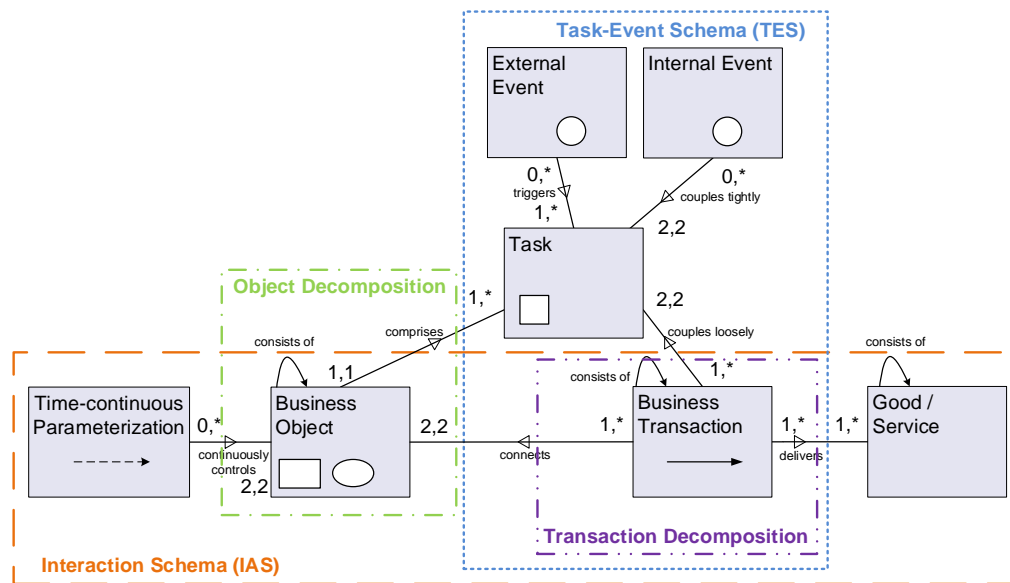 Task-Event Schema (TES)
External
Event
Internal Event
0,*
triggers
1,*
0,*
couples tightly
2,2
Task
Object Decomposition
1,*
2,2
comprises
couples loosely
consists of
1,1
consists of
1,*
consists of
Time-continuous
Parameterization
0,*
continuously
controls
2,2
Business
Object
2,2
connects
1,*
Business
Transaction
1,*
delivers
1,*
Good /
Service
Transaction Decomposition
Interaction Schema (IAS)